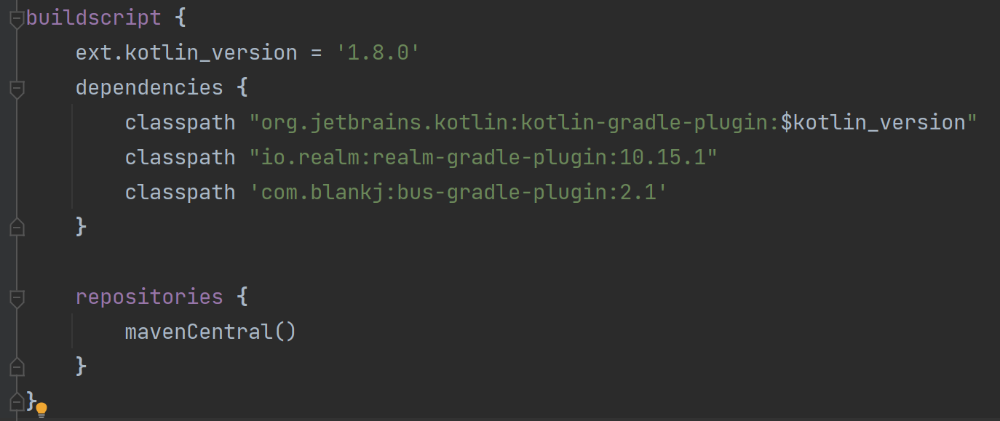 buildscript {
    ext.kotlin_version = '1.8.0'
    dependencies {
        classpath "org.jetbrains.kotlin:kotlin-gradle-plugin:$kotlin_version"
        classpath "io.realm:realm-gradle-plugin:10.15.1"
        classpath 'com.blankj:bus-gradle-plugin:2.1'
    }

    repositories {
        mavenCentral()
    }
}